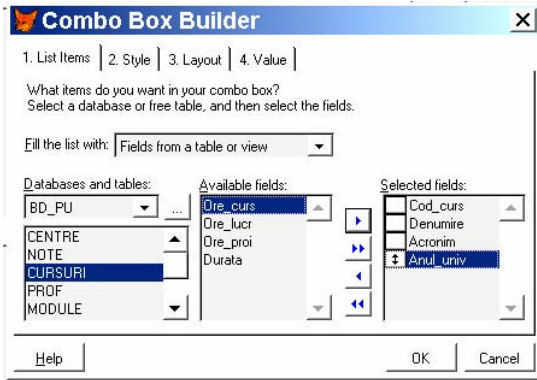 Combo Box Builder
1. List Items 2. Style 3. Layout 4. Value
What items do you want in your combo box?
Select a database or free table, and then select the fields.
Fill the list with: Fields from a table or view
Databases and tables:
BD_PU ...
CENTRE
NOTE
CURSURI
PROF
MODULE
Available fields:
Ore_curs
Ore_lucr
Ore_proi
Durata
Selected fields:
Cod_curs
Denumire
Acronim
Anul_univ
Help OK Cancel